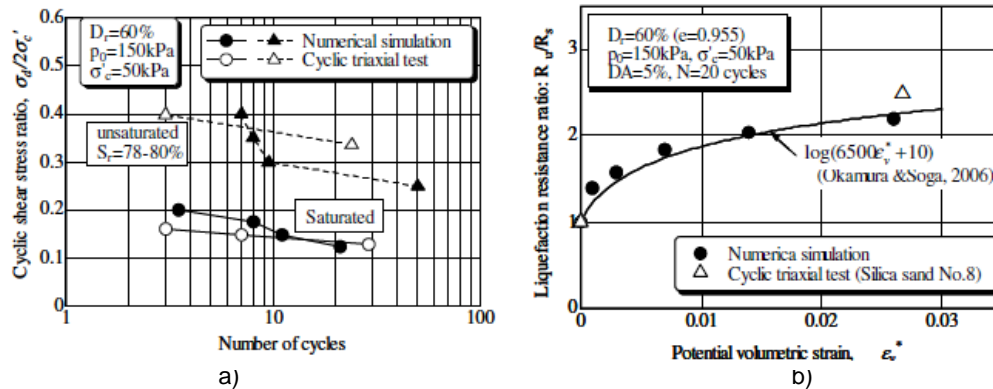 0.6
0.5
0.4
0.3
0.2
0.1
0
Cyclic shear stress ratio, σd/2σc'
Dr=60%
p0=150kPa
σ'c=50kPa
Numerical simulation
Cyclic triaxial test
unsaturated
Sr=78-80%
Saturated
1 10 100
Number of cycles
a)
3
2
1
0
Liquefaction resistance ratio: Ru/Rs
Dr=60% (e=0.955)
p0=150kPa, σ'c=50kPa
DA=5%, N=20 cycles
log(6500εv*+10)
(Okamura &Soga, 2006)
Numerica simulation
Cyclic triaxial test (Silica sand No.8)
0 0.01 0.02 0.03
Potential volumetric strain, εv*
b)